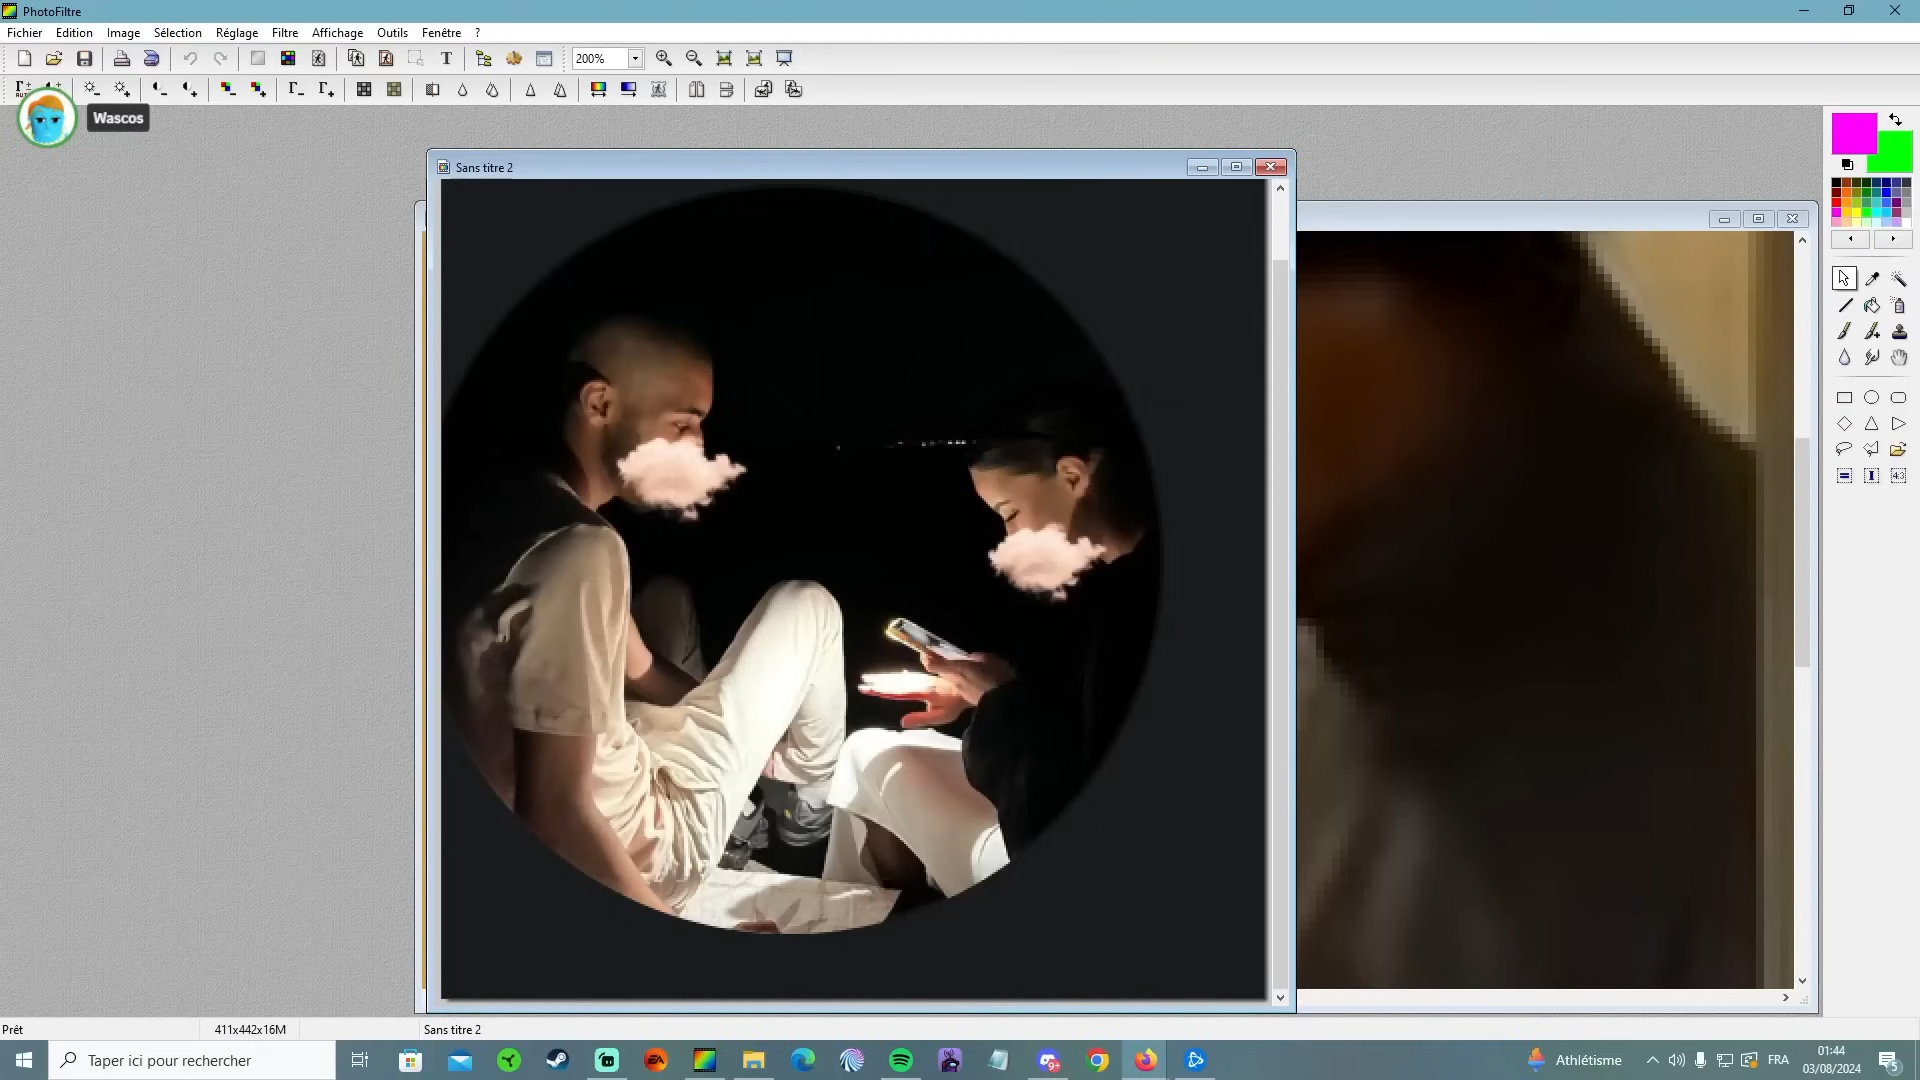 PhotoFiltre
Fichier Edition Image Sélection Réglage Filtre Affichage Outils Fenêtre ?
200%
Wascos
Sans titre 2
Prêt 411x442x16M Sans titre 2
Taper ici pour rechercher
Athlétisme
FRA
01:44
03/08/2024